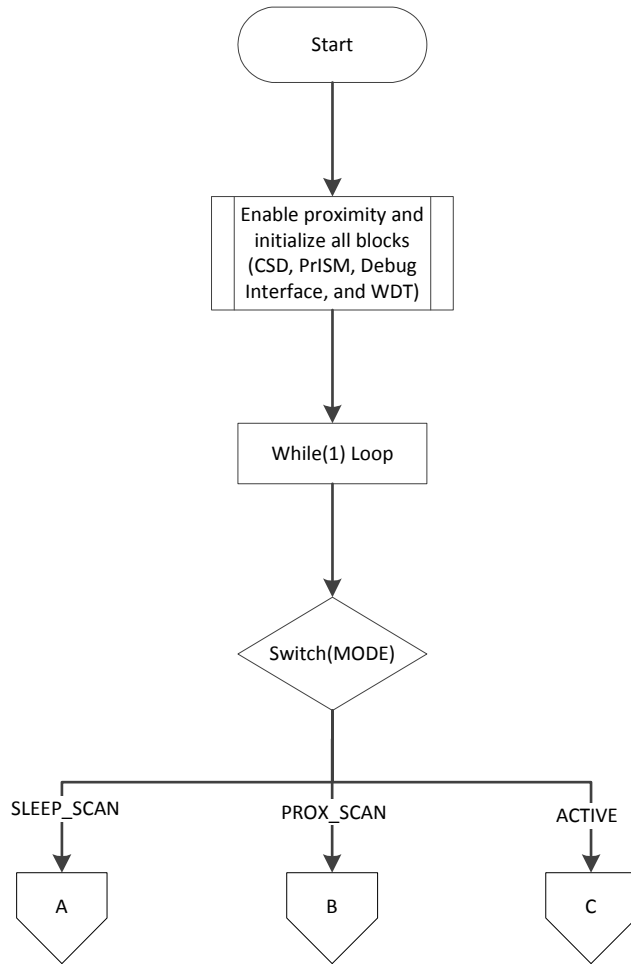 Start
Enable proximity and
initialize all blocks
(CSD, PrISM, Debug
Interface, and WDT)
While(1) Loop
Switch(MODE)
SLEEP_SCAN
PROX_SCAN
ACTIVE
A
B
C